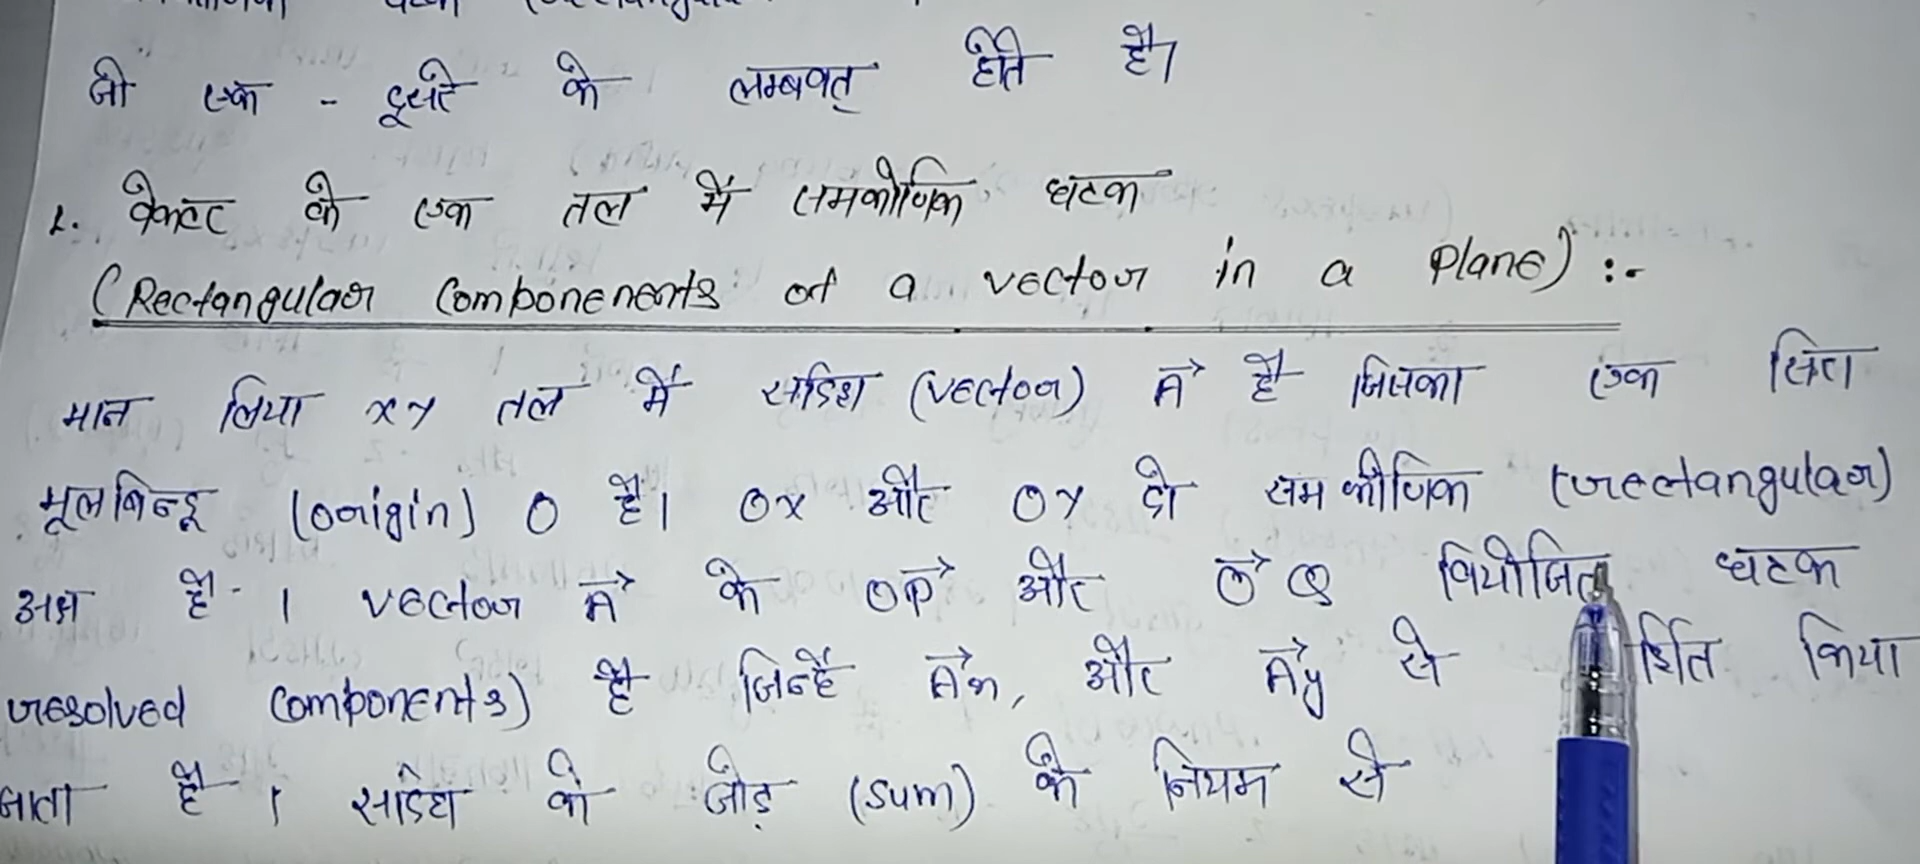 जो एक - दूसरे के लम्बवत् होते है।
1. वेक्टर के एक तल में समकोणिक घटक
(Rectangular Componenents of a vector in a Plane) :-
मान लिया xy तल में सदिश (vector) A→ है जिसका एक सिरा
मूलबिन्दू (origin) O है। OX और OY दो समकोणिक (rectangular)
अक्ष है। vector A→ के OP→ और O→Q वियोजित घटक
resolved components) है जिन्हें A→x, और A→y से किया
जाता है। सदिश के जोड़ (sum) के नियम से